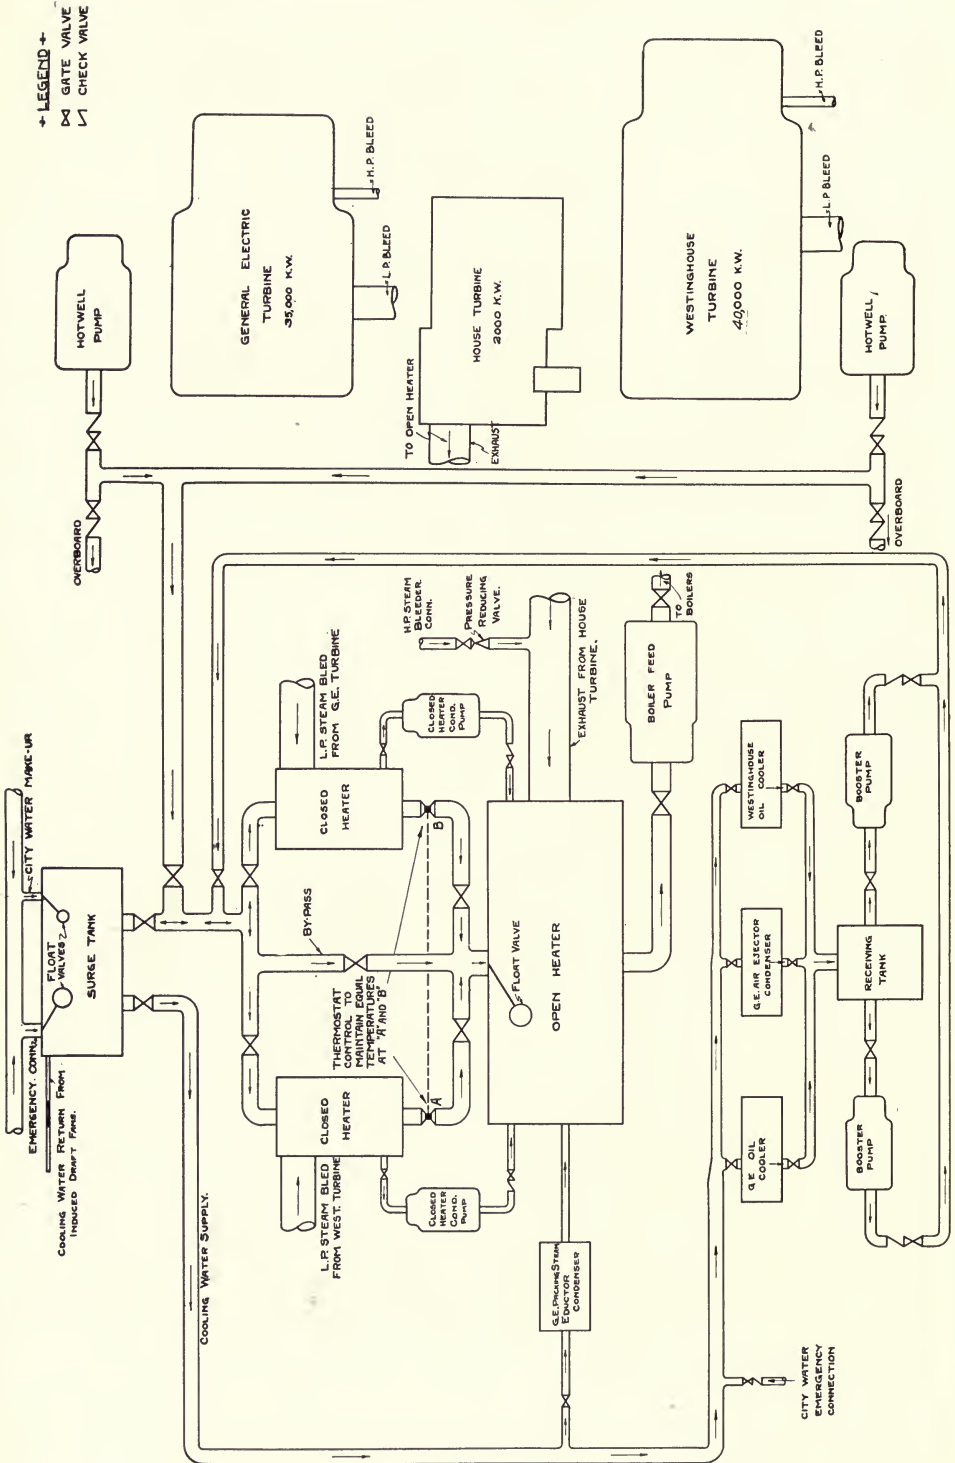 + LEGEND +
GATE VALVE
CHECK VALVE
HOTWELL
PUMP
GENERAL ELECTRIC
TURBINE
35,000 K.W.
H.P. BLEED
L.P. BLEED
HOUSE TURBINE
2000 K.W.
TO OPEN HEATER
EXHAUST
WESTINGHOUSE
TURBINE
40,000 K.W.
H.P. BLEED
L.P. BLEED
HOTWELL
PUMP.
OVERBOARD
OVERBOARD
CITY WATER MAKE-UP
FLOAT
VALVES
SURGE TANK
EMERGENCY. CONN.
COOLING WATER RETURN FROM
INDUCED DRAFT FANS.
COOLING WATER SUPPLY.
L.P. STEAM BLED
FROM G.E. TURBINE
CLOSED
HEATER
BY-PASS
B
THERMOSTAT
CONTROL TO
MAINTAIN EQUAL
TEMPERATURES
AT "A" AND "B"
A
CLOSED
HEATER
L.P. STEAM BLED
FROM WEST. TURBINE
CLOSED
HEATER
COND.
PUMP
CLOSED
HEATER
COND.
PUMP
H.P. STEAM
BLEEDER
CONN.
PRESSURE
REDUCING
VALVE.
EXHAUST FROM HOUSE
TURBINE.
FLOAT VALVE
OPEN HEATER
BOILER FEED
PUMP
TO
BOILERS
G.E. PACKING STEAM
EDUCTOR
CONDENSER
WESTINGHOUSE
OIL COOLER
G.E. AIR EJECTOR
CONDENSER
G.E OIL
COOLER
BOOSTER
PUMP
RECEIVING
TANK
BOOSTER
PUMP
CITY WATER
EMERGENCY
CONNECTION